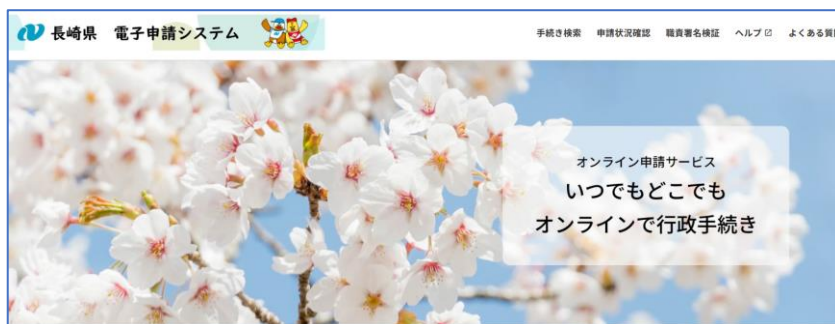 長崎県 電子申請システム
手続き検索 申請状況確認 職責署名検証 ヘルプ よくある質問
オンライン申請サービス
いつでもどこでも
オンラインで行政手続き